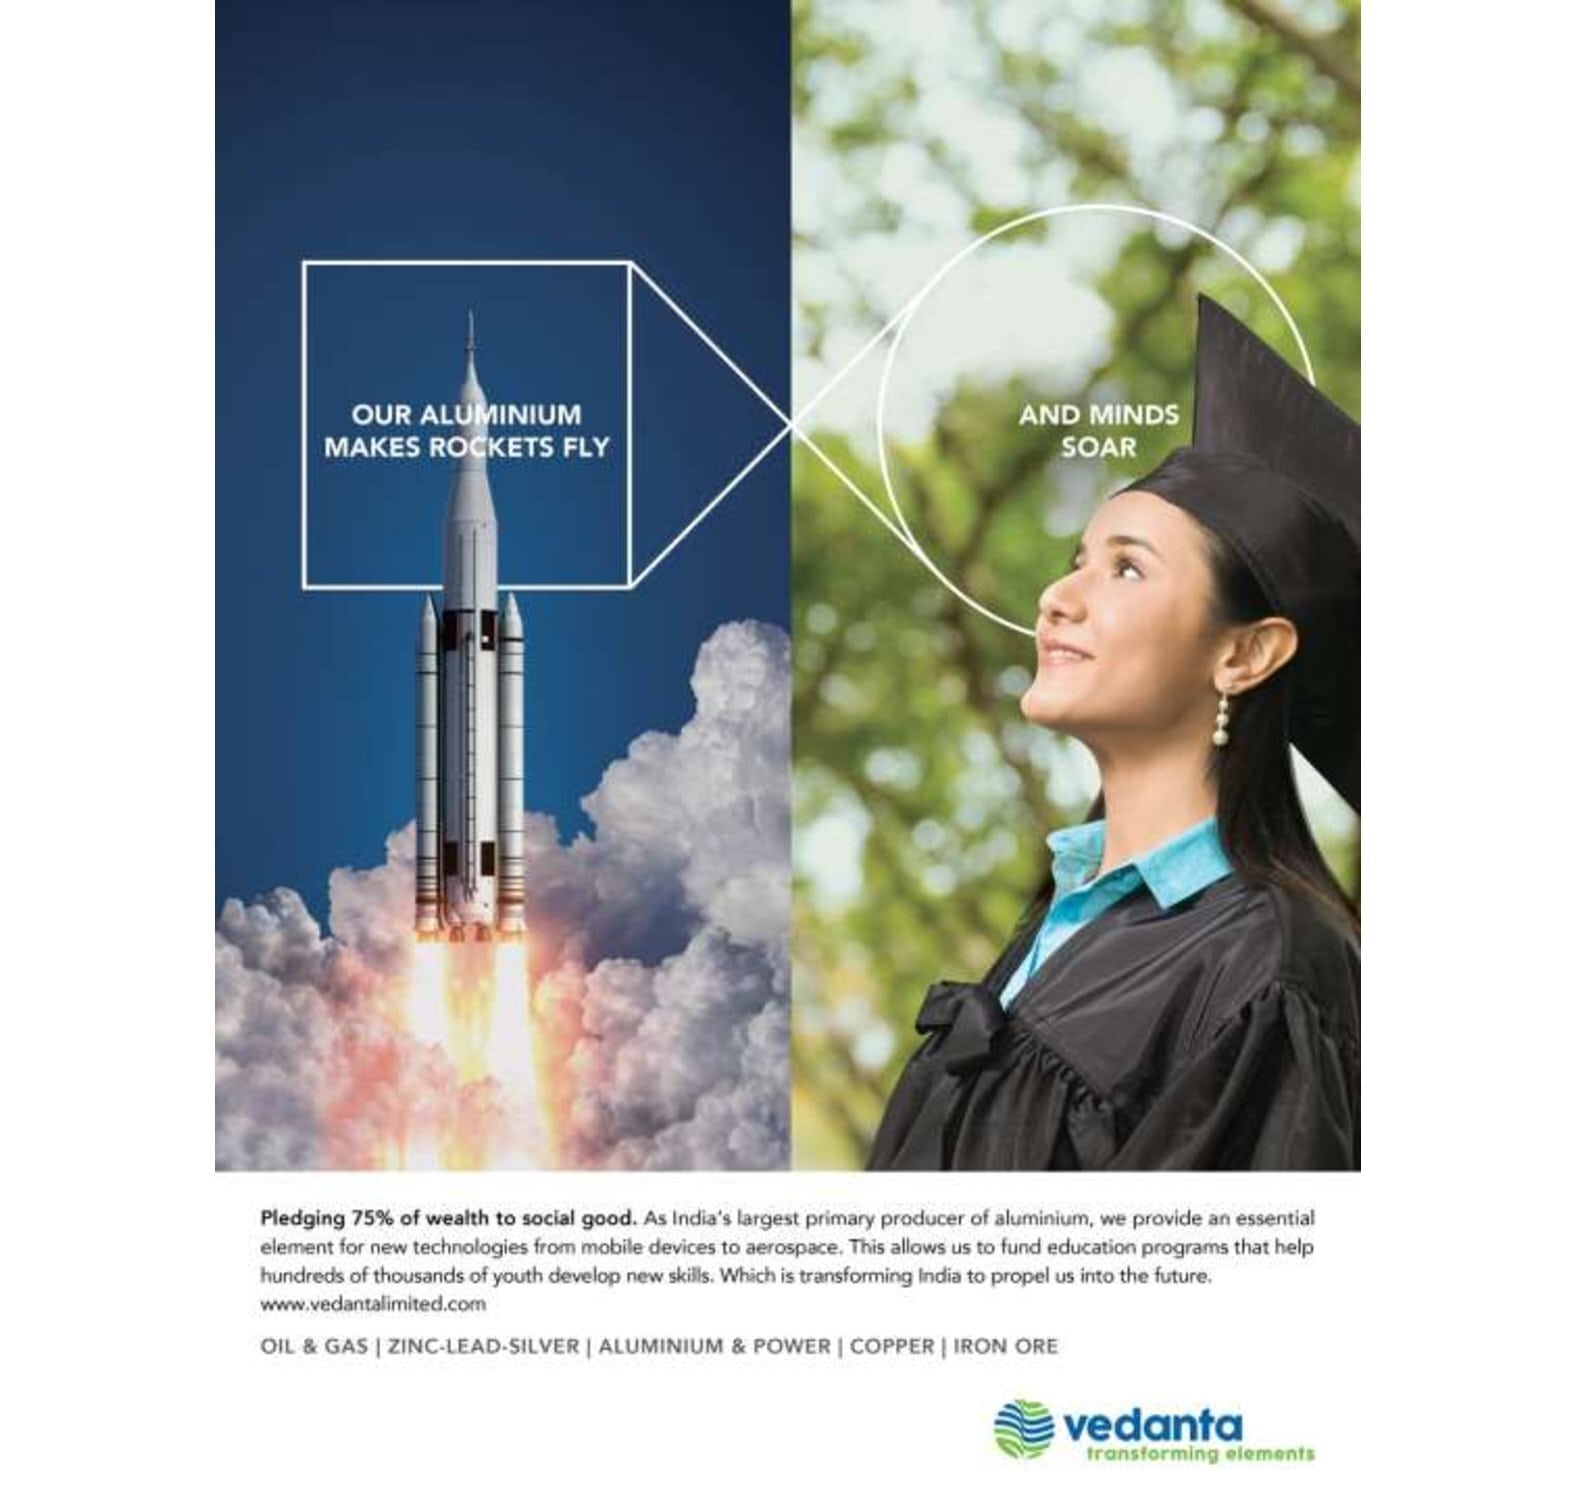 OUR ALUMINIUM
MAKES ROCKETS FLY
AND MINDS
SOAR
Pledging 75% of wealth to social good. As India's largest primary producer of aluminium, we provide an essential
element for new technologies from mobile devices to aerospace. This allows us to fund education programs that help
hundreds of thousands of youth develop new skills. Which is transforming India to propel us into the future.
www.vedantalimited.com
OIL & GAS | ZINC-LEAD-SILVER | ALUMINIUM & POWER | COPPER | IRON ORE
vedanta
transforming elements